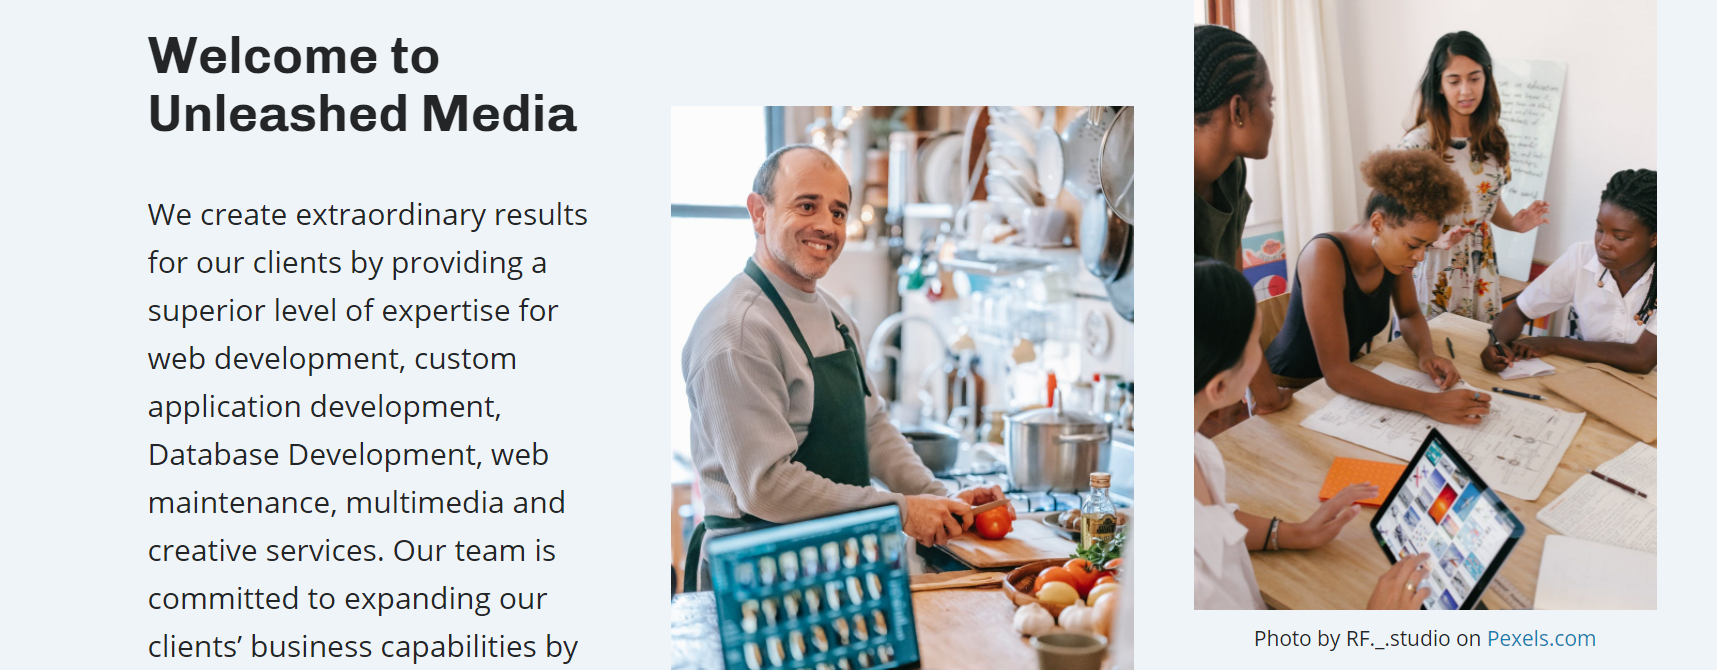 Welcome to
Unleashed Media
We create extraordinary results
for our clients by providing a
superior level of expertise for
web development, custom
application development,
Database Development, web
maintenance, multimedia and
creative services. Our team is
committed to expanding our
clients’ business capabilities by
Photo by RF._.studio on Pexels.com